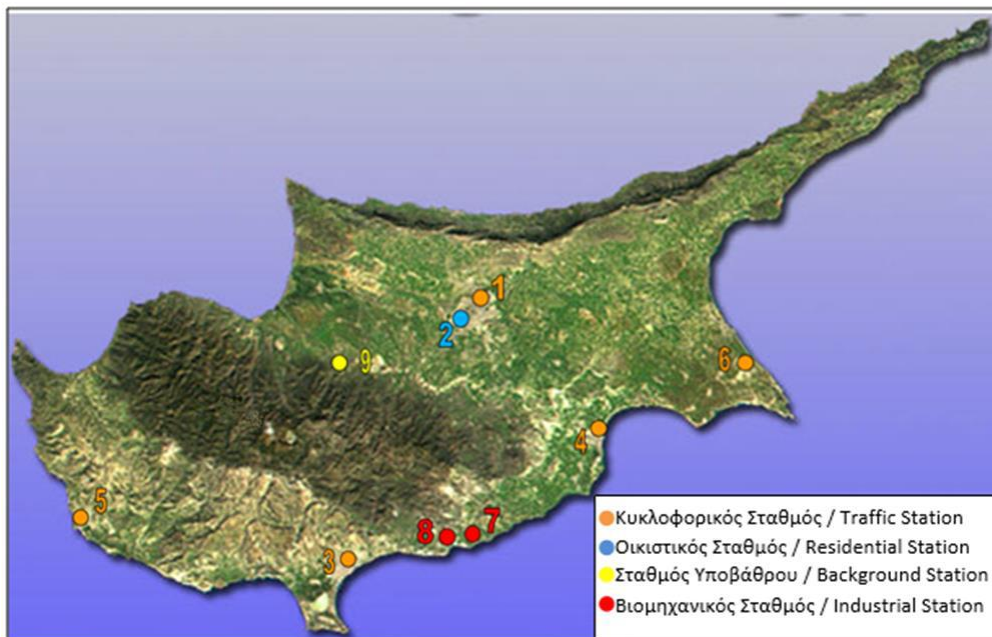 1
2
9
6
4
5
8 7
3
Κυκλοφορικός Σταθμός / Traffic Station
Οικιστικός Σταθμός / Residential Station
Σταθμός Υποβάθρου / Background Station
Βιομηχανικός Σταθμός / Industrial Station